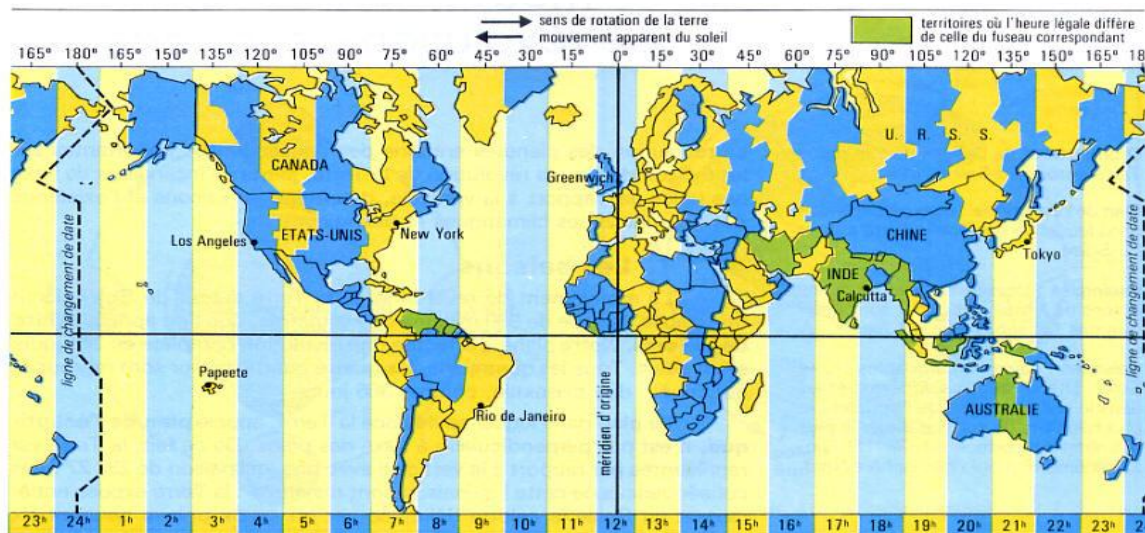 sens de rotation de la terre
mouvement apparent du soleil
territoires où l'heure légale diffère
de celle du fuseau correspondant
165° 180° 165° 150° 135° 120° 105° 90° 75° 60° 45° 30° 15° 0° 15° 30° 45° 60° 75° 90° 105° 120° 135° 150° 165° 18
U. R. S. S.
CANADA
Greenwich
Los Angeles
ETATS-UNIS
New York
CHINE
Tokyo
INDE
Calcutta
ligne de changement de date
Papeete
Rio de Janeiro
méridien d'origine
AUSTRALIE
ligne de changement de date
23h 24h 1h 2h 3h 4h 5h 6h 7h 8h 9h 10h 11h 12h 13h 14h 15h 16h 17h 18h 19h 20h 21h 22h 23h 2